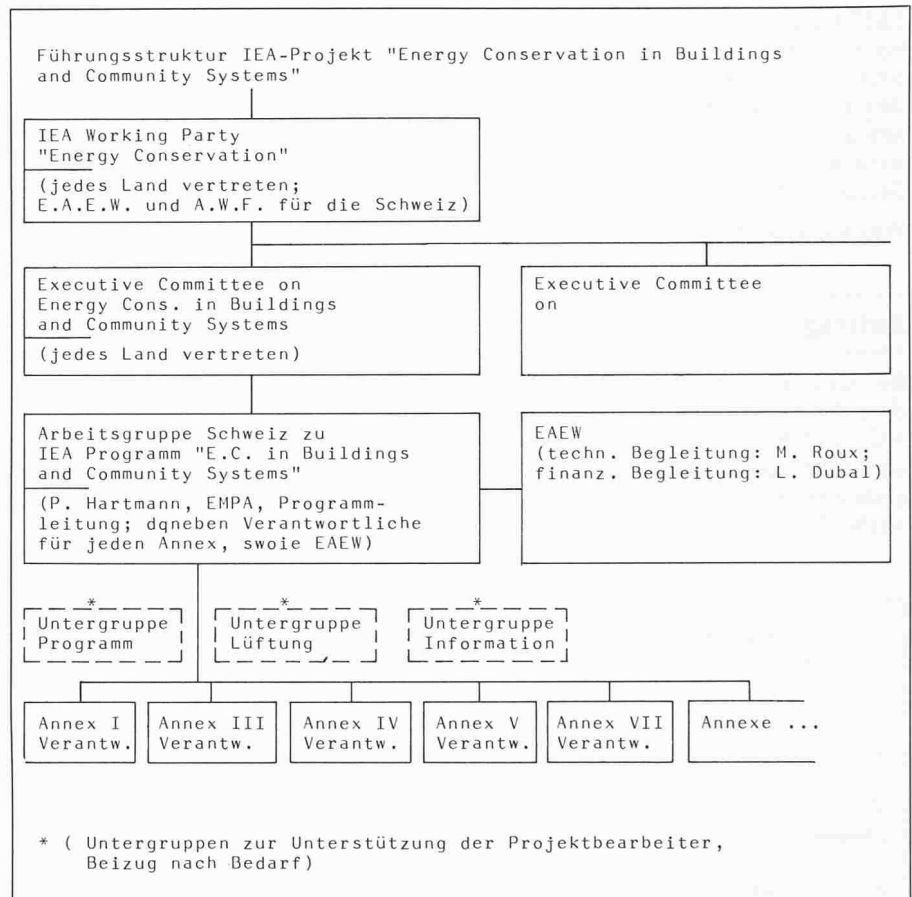 Führungsstruktur IEA-Projekt "Energy Conservation in Buildings
and Community Systems"
IEA Working Party
"Energy Conservation"
(jedes Land vertreten;
E.A.E.W. und A.W.F. für die Schweiz)
Executive Committee on
Energy Cons. in Buildings
and Community Systems
(jedes Land vertreten)
Executive Committee
on
Arbeitsgruppe Schweiz zu
IEA Programm "E.C. in Buildings
and Community Systems"
(P. Hartmann, EMPA, Programm-
leitung; dqneben Verantwortliche
für jeden Annex, swoie EAEW)
EAEW
(techn. Begleitung: M. Roux;
finanz. Begleitung: L. Dubal)
*
Untergruppe
Programm
*
Untergruppe
Lüftung
*
Untergruppe
Information
Annex I
Verantw.
Annex III
Verantw.
Annex IV
Verantw.
Annex V
Verantw.
Annex VII
Verantw.
Annexe ...
* ( Untergruppen zur Unterstützung der Projektbearbeiter,
Beizug nach Bedarf)